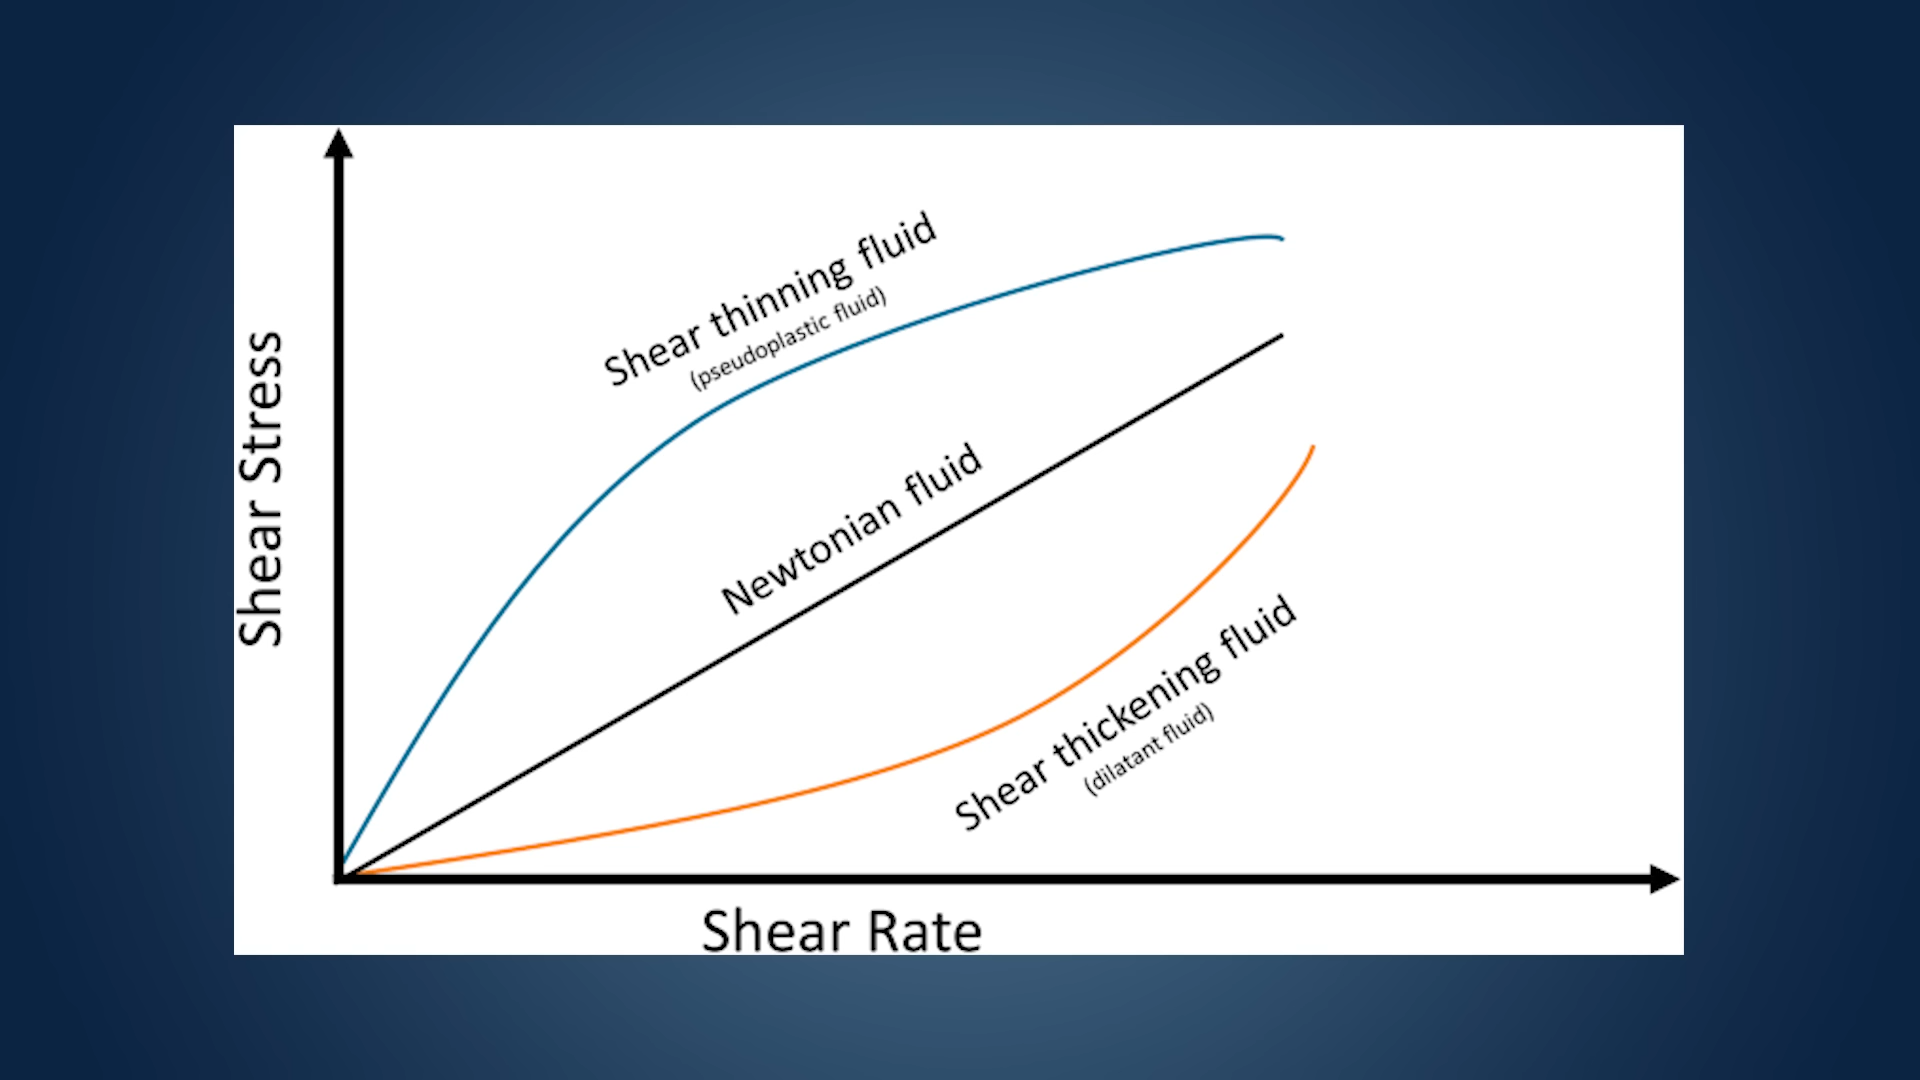 Shear Stress
Shear thinning fluid
(pseudoplastic fluid)
Newtonian fluid
Shear thickening fluid
(dilatant fluid)
Shear Rate